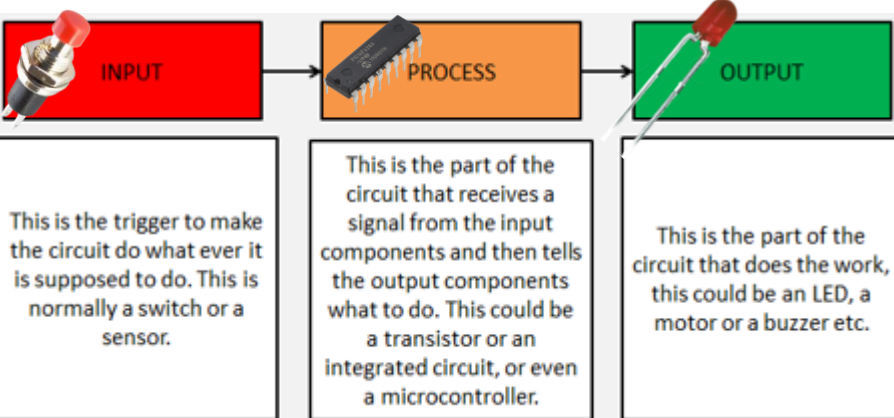 INPUT
PROCESS
OUTPUT
This is the trigger to make
the circuit do what ever it
is supposed to do. This is
normally a switch or a
sensor.
This is the part of the
circuit that receives a
signal from the input
components and then tells
the output components
what to do. This could be
a transistor or an
integrated circuit, or even
a microcontroller.
This is the part of the
circuit that does the work,
this could be an LED, a
motor or a buzzer etc.